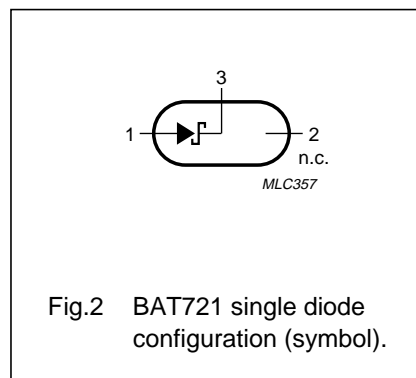 3
1
2
n.c.
MLC357
Fig.2 BAT721 single diode
configuration (symbol).